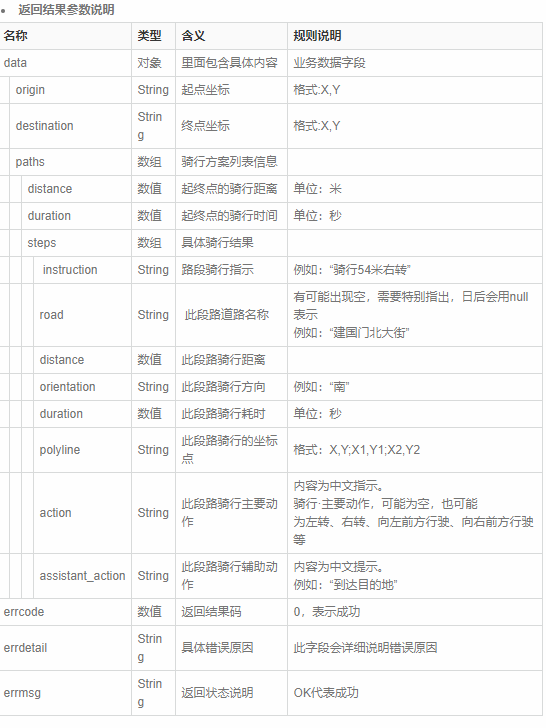 返回结果参数说明
名称 类型 含义 规则说明
data 对象 里面包含具体内容 业务数据字段
origin String 起点坐标 格式:X,Y
destination Strin
g 终点坐标 格式:X,Y
paths 数组 骑行方案列表信息
distance 数值 起终点的骑行距离 单位：米
duration 数值 起终点的骑行时间 单位：秒
steps 数组 具体骑行结果
instruction String 路段骑行指示 例如：“骑行54米右转”
road String 此段路道路名称 有可能出现空，需要特别指出，日后会用null
表示
例如：“建国门北大街”
distance 数值 此段路骑行距离
orientation String 此段路骑行方向 例如：“南”
duration 数值 此段路骑行耗时 单位：秒
polyline String 此段路骑行的坐标
点 格式：X,Y;X1,Y1;X2,Y2
action String 此段路骑行主要动
作 内容为中文指示。
骑行·主要动作，可能为空，也可能
为左转、右转、向左前方行驶、向右前方行驶
等
assistant_action String 此段路骑行辅助动
作 内容为中文提示。
例如：“到达目的地”
errcode 数值 返回结果码 0，表示成功
errdetail Strin
g 具体错误原因 此字段会详细说明错误原因
errmsg Strin
g 返回状态说明 OK代表成功